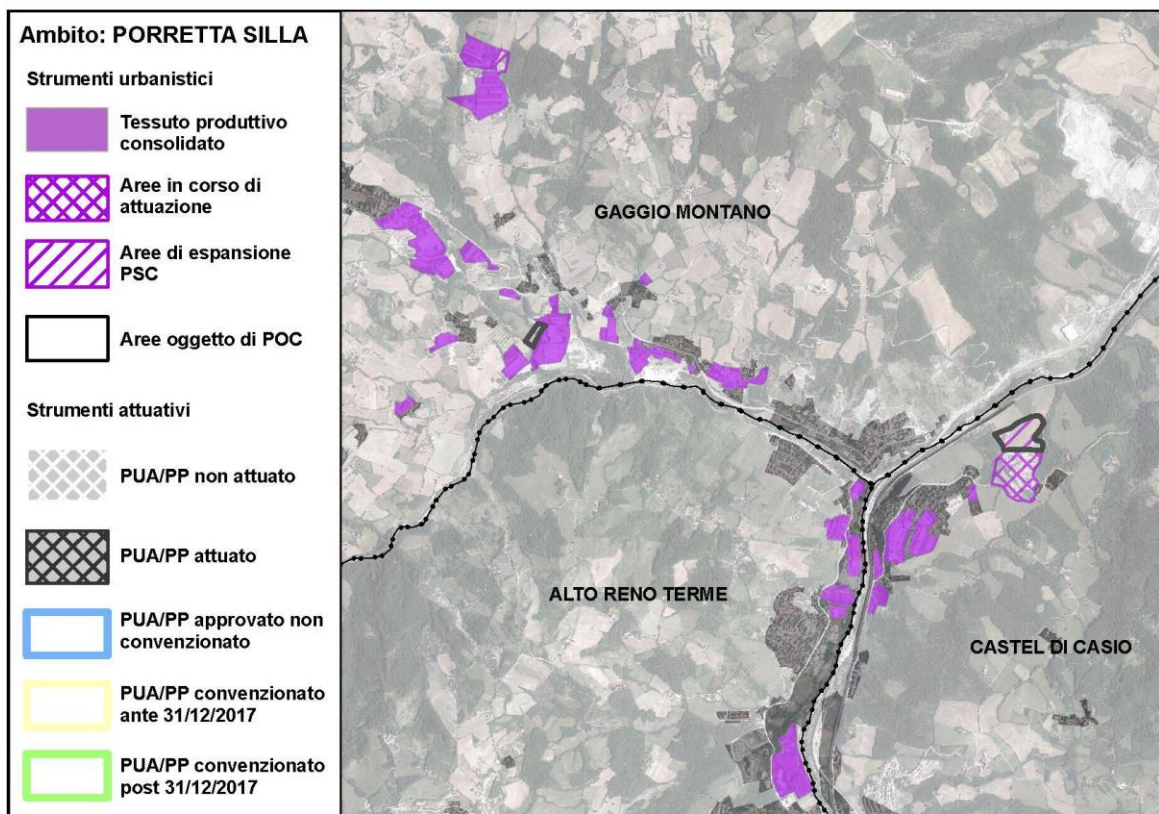 Ambito: PORRETTA SILLA
Strumenti urbanistici
Tessuto produttivo
consolidato
Aree in corso di
attuazione
Aree di espansione
PSC
Aree oggetto di POC
Strumenti attuativi
PUA/PP non attuato
PUA/PP attuato
PUA/PP approvato non
convenzionato
PUA/PP convenzionato
ante 31/12/2017
PUA/PP convenzionato
post 31/12/2017
GAGGIO MONTANO
ALTO RENO TERME
CASTEL DI CASIO